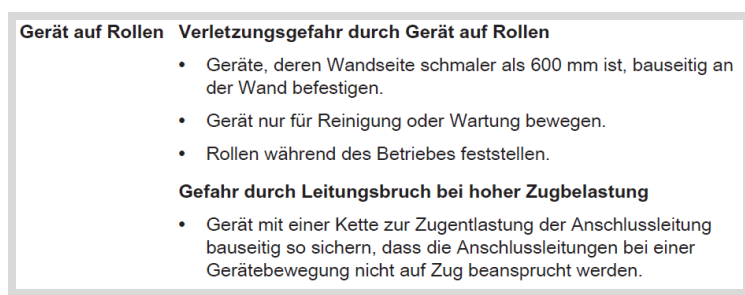 Gerät auf Rollen Verletzungsgefahr durch Gerät auf Rollen
• Geräte, deren Wandseite schmaler als 600 mm ist, bauseitig an
der Wand befestigen.
• Gerät nur für Reinigung oder Wartung bewegen.
• Rollen während des Betriebes feststellen.
Gefahr durch Leitungsbruch bei hoher Zugbelastung
• Gerät mit einer Kette zur Zugentlastung der Anschlussleitung
bauseitig so sichern, dass die Anschlussleitungen bei einer
Gerätebewegung nicht auf Zug beansprucht werden.